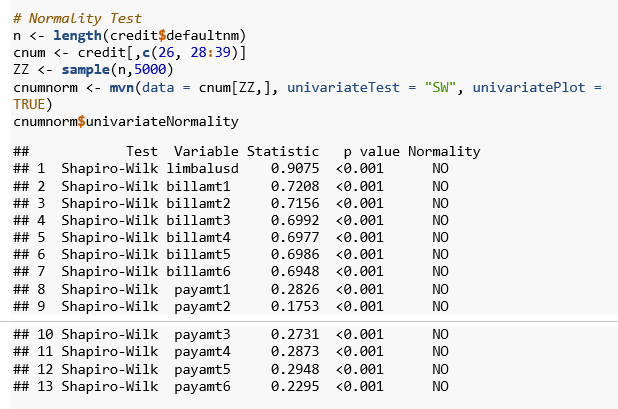 # Normality Test
n <- length(credit$defaultnm)
cnum <- credit[,c(26, 28:39)]
ZZ <- sample(n,5000)
cnumnorm <- mvn(data = cnum[ZZ,], univariateTest = "SW", univariatePlot =
TRUE)
cnumnorm$univariateNormality
##           Test  Variable Statistic   p value Normality
## 1  Shapiro-Wilk limbalusd    0.9075  <0.001      NO
## 2  Shapiro-Wilk billamt1     0.7208  <0.001      NO
## 3  Shapiro-Wilk billamt2     0.7156  <0.001      NO
## 4  Shapiro-Wilk billamt3     0.6992  <0.001      NO
## 5  Shapiro-Wilk billamt4     0.6977  <0.001      NO
## 6  Shapiro-Wilk billamt5     0.6986  <0.001      NO
## 7  Shapiro-Wilk billamt6     0.6948  <0.001      NO
## 8  Shapiro-Wilk  payamt1     0.2826  <0.001      NO
## 9  Shapiro-Wilk  payamt2     0.1753  <0.001      NO
## 10 Shapiro-Wilk  payamt3     0.2731  <0.001      NO
## 11 Shapiro-Wilk  payamt4     0.2873  <0.001      NO
## 12 Shapiro-Wilk  payamt5     0.2948  <0.001      NO
## 13 Shapiro-Wilk  payamt6     0.2295  <0.001      NO